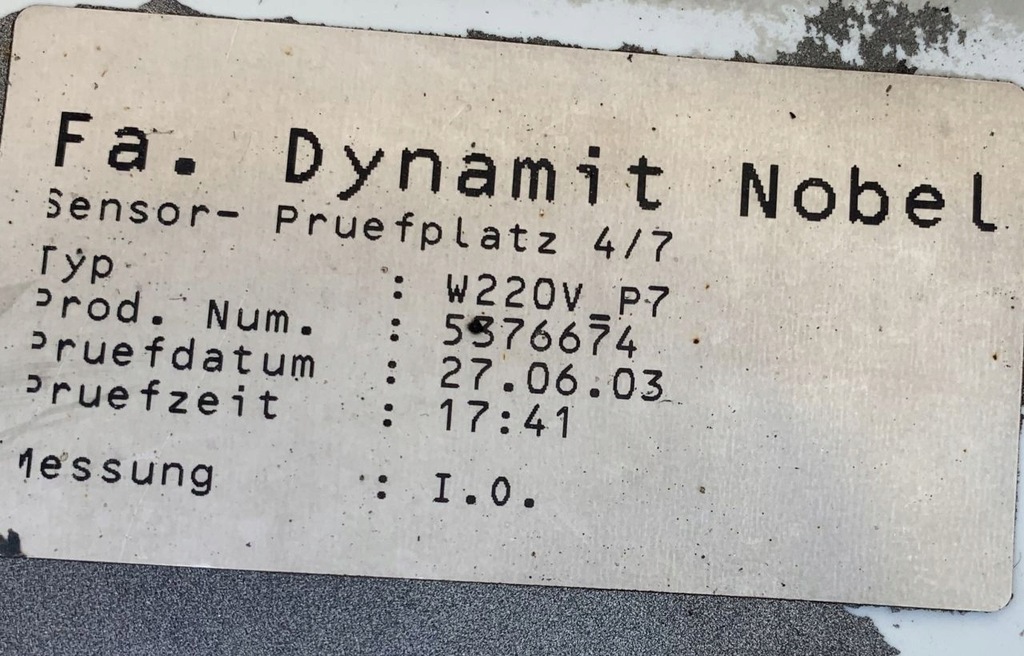 Fa. Dynamit Nobel
Sensor- Pruefplatz 4/7
Typ : W220V_P7
Prod. Num. : 5376674
Pruefdatum : 27.06.03
Pruefzeit : 17:41
Messung : I.O.